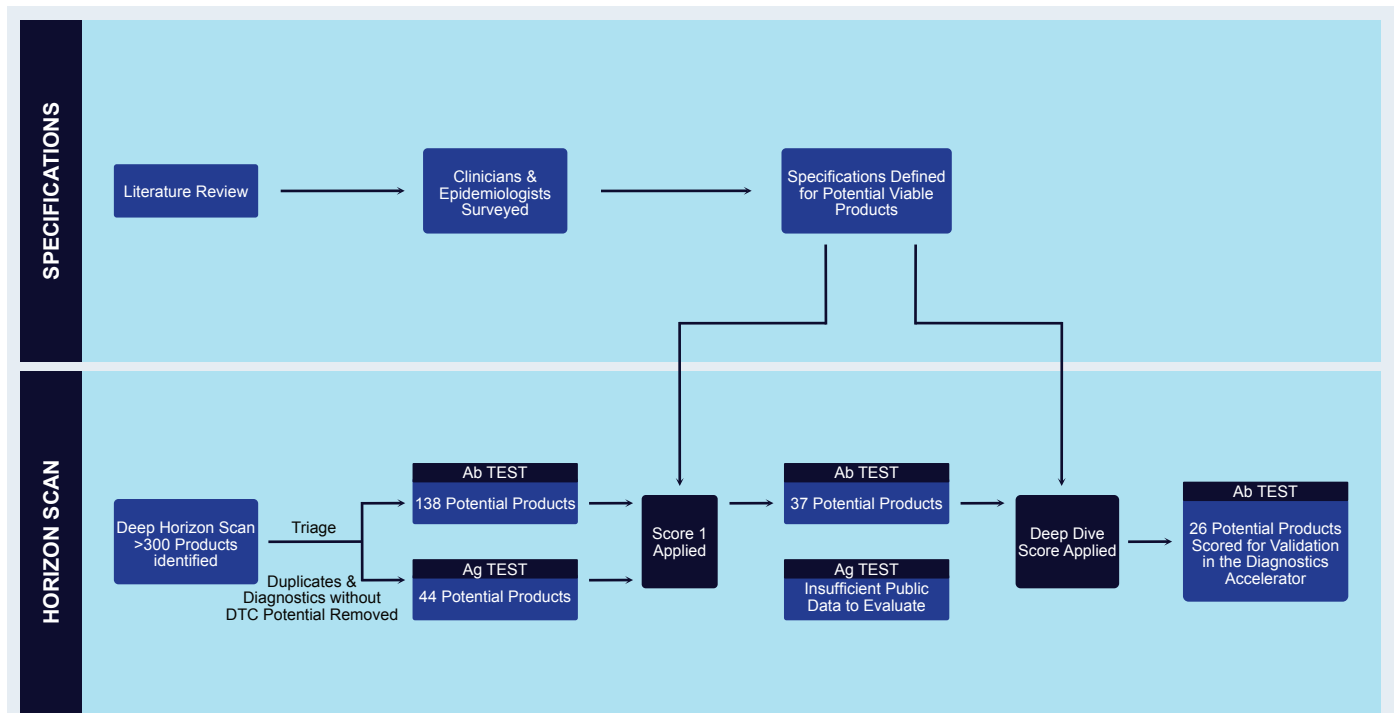 SPECIFICATIONS
Literature Review
Clinicians &
Epidemiologists
Surveyed
Specifications Defined
for Potential Viable
Products
HORIZON SCAN
Deep Horizon Scan
>300 Products
identified
Triage
Duplicates &
Diagnostics without
DTC Potential Removed
Ab TEST
138 Potential Products
Ag TEST
44 Potential Products
Score 1
Applied
Ab TEST
37 Potential Products
Ag TEST
Insufficient Public
Data to Evaluate
Deep Dive
Score Applied
Ab TEST
26 Potential Products
Scored for Validation
in the Diagnostics
Accelerator